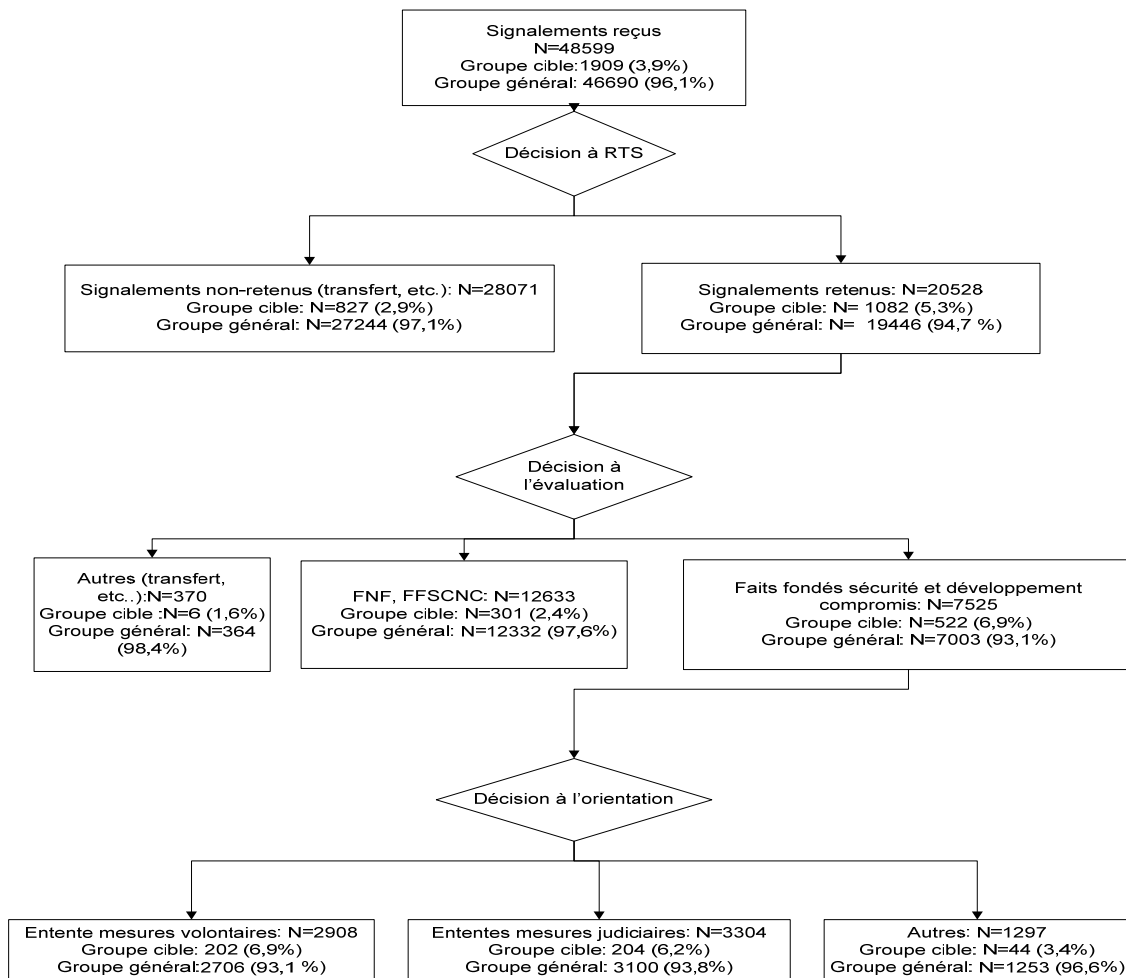 Signalements reçus
N=48599
Groupe cible:1909 (3,9%)
Groupe général: 46690 (96,1%)
Décision à RTS
Signalements non-retenus (transfert, etc.): N=28071
Groupe cible: N=827 (2,9%)
Groupe général: N=27244 (97,1%)
Signalements retenus: N=20528
Groupe cible: N= 1082 (5,3%)
Groupe général: N= 19446 (94,7 %)
Décision à
l'évaluation
Autres (transfert,
etc..):N=370
Groupe cible :N=6 (1,6%)
Groupe général: N=364
(98,4%)
FNF, FFSCNC: N=12633
Groupe cible: N=301 (2,4%)
Groupe général: N=12332 (97,6%)
Faits fondés sécurité et développement
compromis: N=7525
Groupe cible: N=522 (6,9%)
Groupe général: N=7003 (93,1%)
Décision à l'orientation
Entente mesures volontaires: N=2908
Groupe cible: 202 (6,9%)
Groupe général:2706 (93,1 %)
Ententes mesures judiciaires: N=3304
Groupe cible: 204 (6,2%)
Groupe général: 3100 (93,8%)
Autres: N=1297
Groupe cible: N=44 (3,4%)
Groupe général: N=1253 (96,6%)